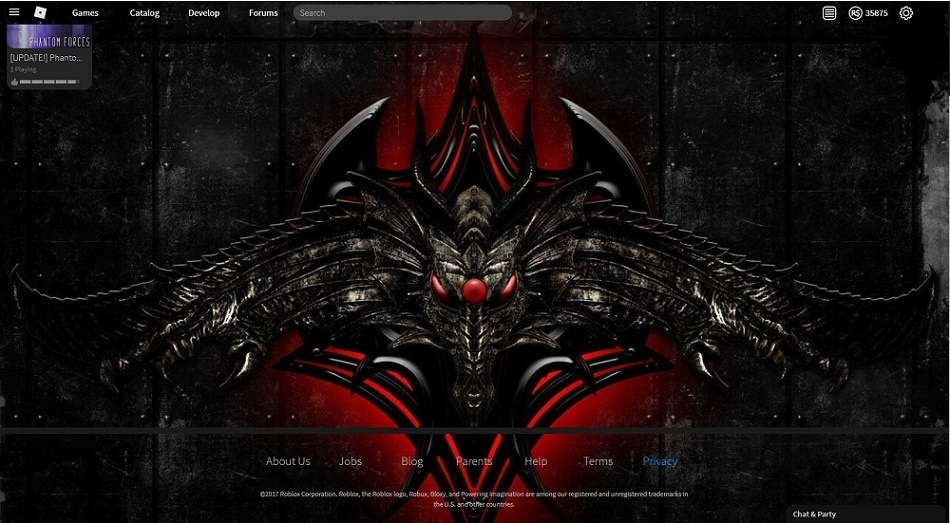 Games Catalog Develop Forums Search R$ 35875
PHANTOM FORCES
[UPDATE!] Phanto...
1 Playing
About Us Jobs Blog Parents Help Terms Privacy
©2017 Roblox Corporation. Roblox, the Roblox logo, Robux, Bloxy, and Powering Imagination are among our registered and unregistered trademarks in
the U.S. and other countries.
Chat & Party